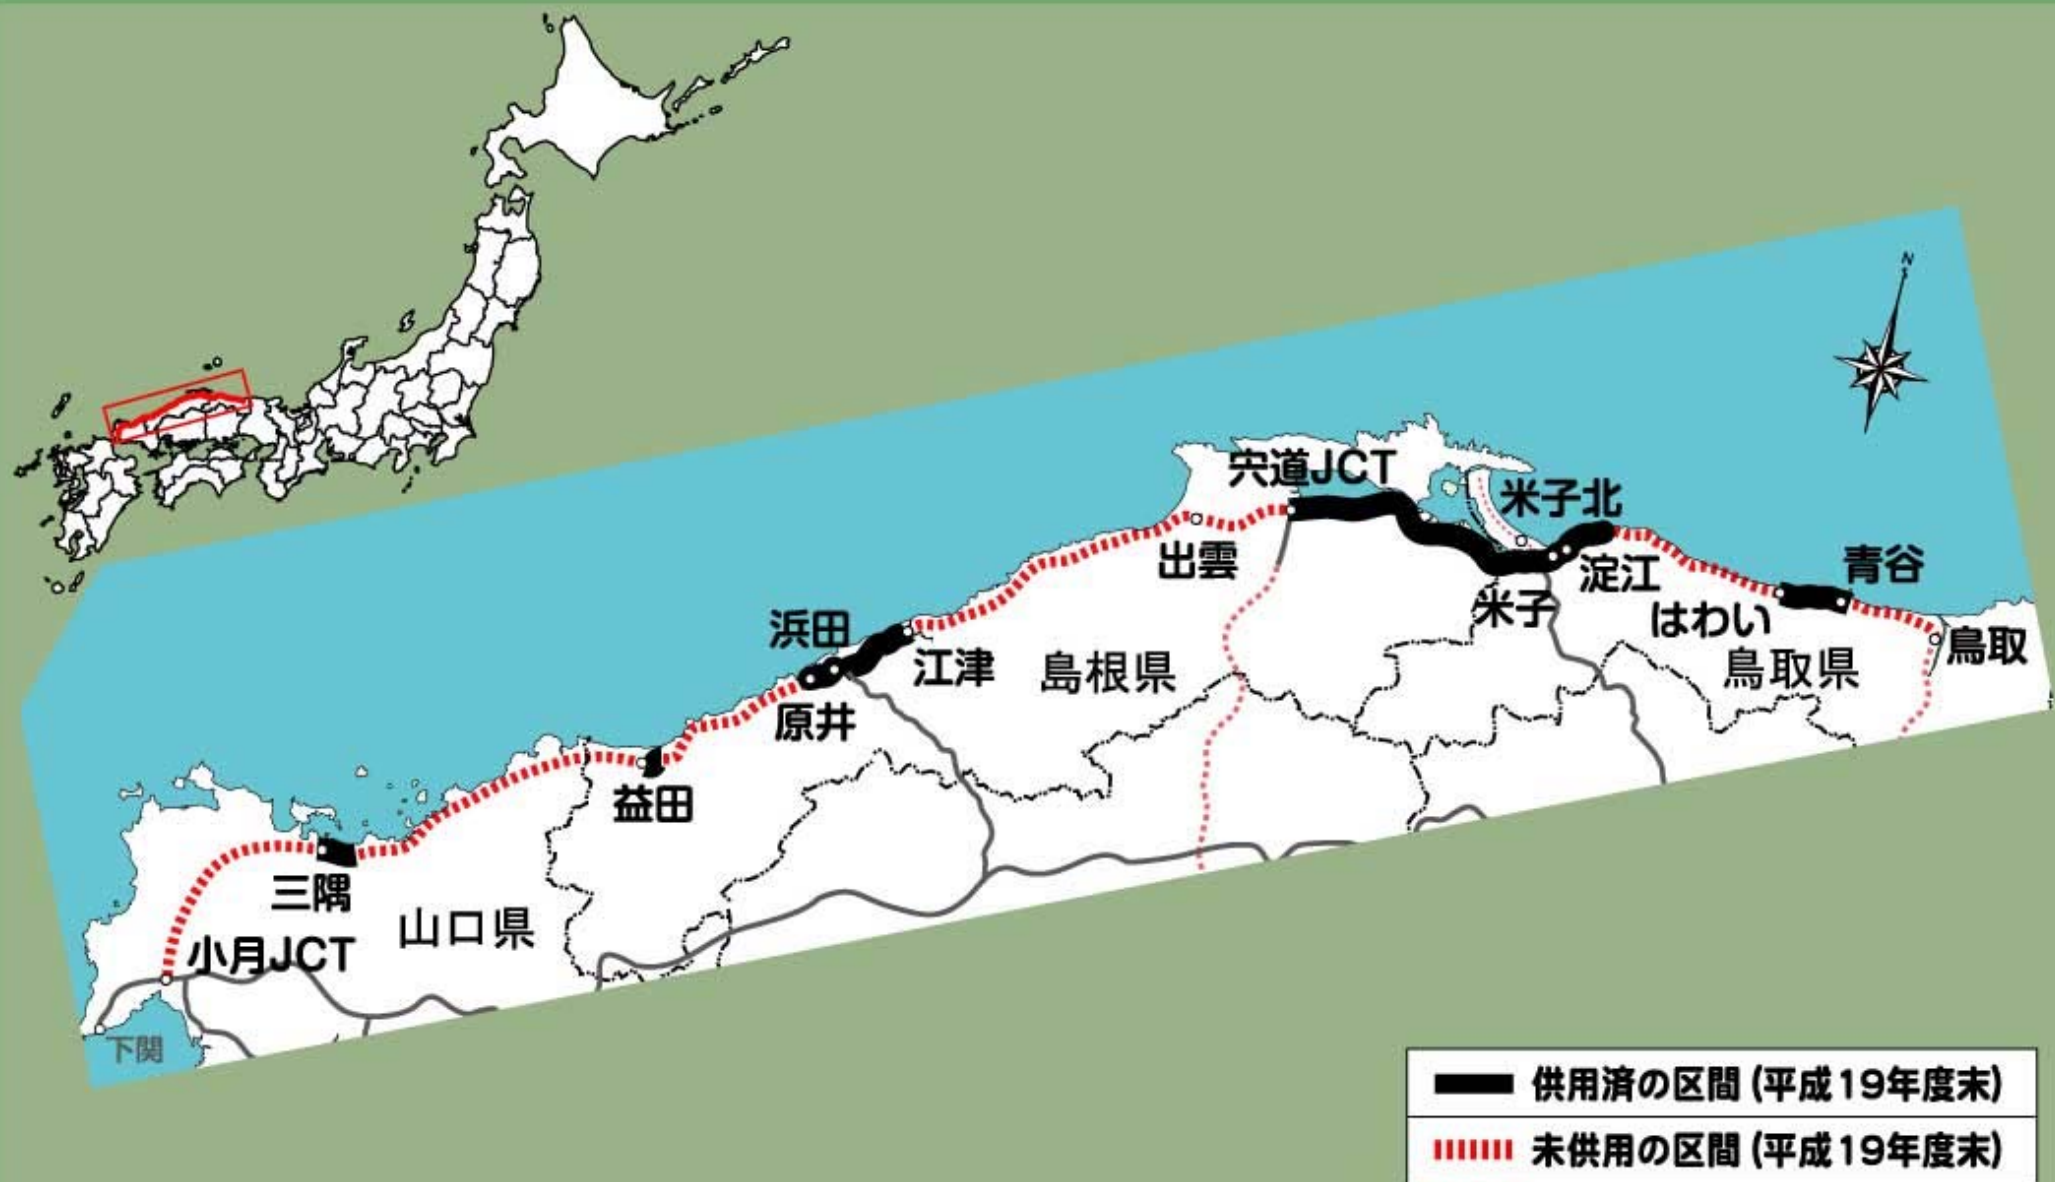 N
宍道JCT
米子北
出雲
淀江
青谷
浜田
米子
はわい
江津
島根県
鳥取県
鳥取
原井
益田
三隅
山口県
小月JCT
下関
供用済の区間(平成19年度末)
未供用の区間(平成19年度末)